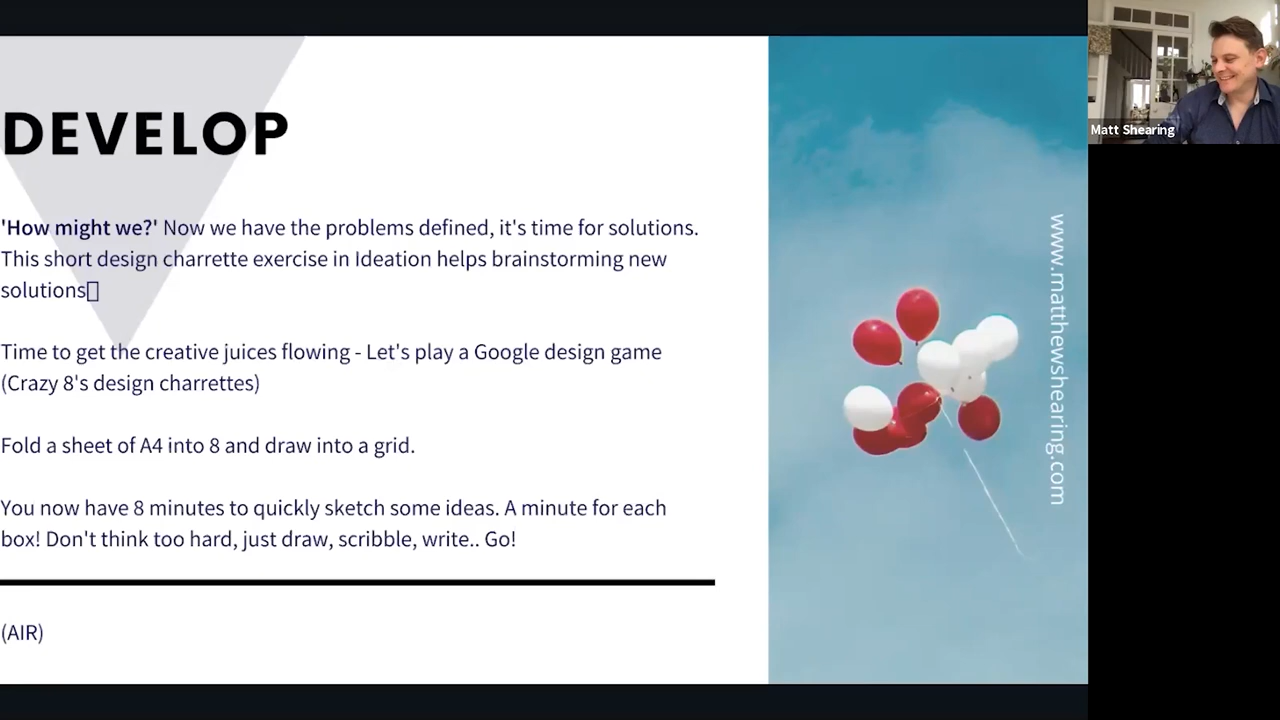 DEVELOP
'How might we?' Now we have the problems defined, it's time for solutions.
This short design charrette exercise in Ideation helps brainstorming new
solutions
Time to get the creative juices flowing - Let's play a Google design game
(Crazy 8's design charrettes)
Fold a sheet of A4 into 8 and draw into a grid.
You now have 8 minutes to quickly sketch some ideas. A minute for each
box! Don't think too hard, just draw, scribble, write.. Go!
(AIR)
www.matthewshearing.com
Matt Shearing